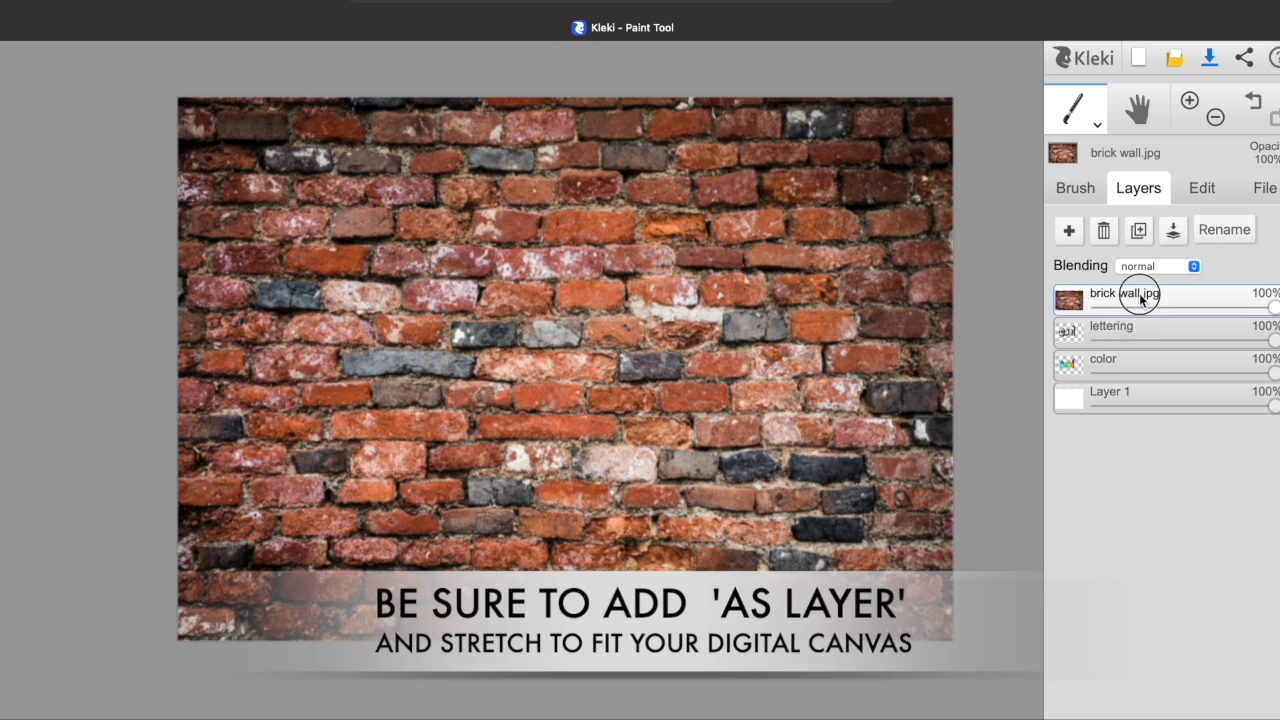 Kleki - Paint Tool
Kleki
brick wall.jpg
Opaci
100%
Brush Layers Edit File
Rename
Blending normal
brick wall.jpg 100%
lettering 100%
color 100%
Layer 1 100%
BE SURE TO ADD 'AS LAYER'
AND STRETCH TO FIT YOUR DIGITAL CANVAS